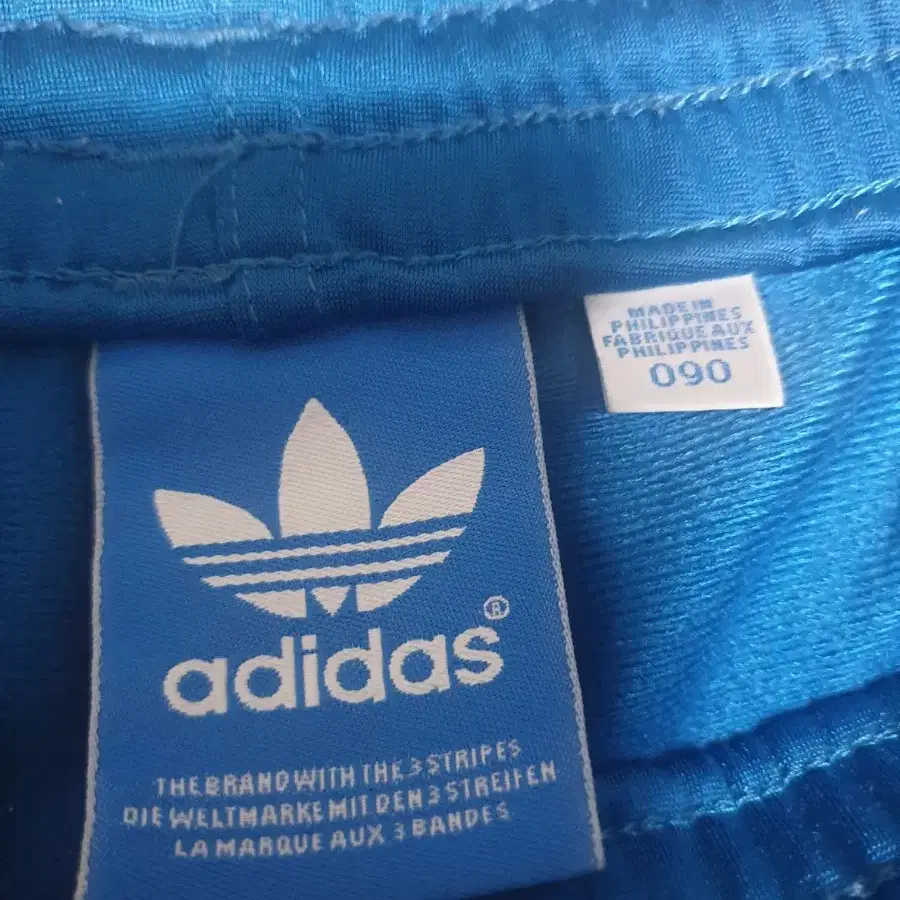 MADE IN
PHILIPPINES
FABRIQUE AUX
PHILIPPINES
090
adidas®
THE BRAND WITH THE 3 STRIPES
DIE WELTMARKE MIT DEN 3 STREIFEN
LA MARQUE AUX 3 BANDES